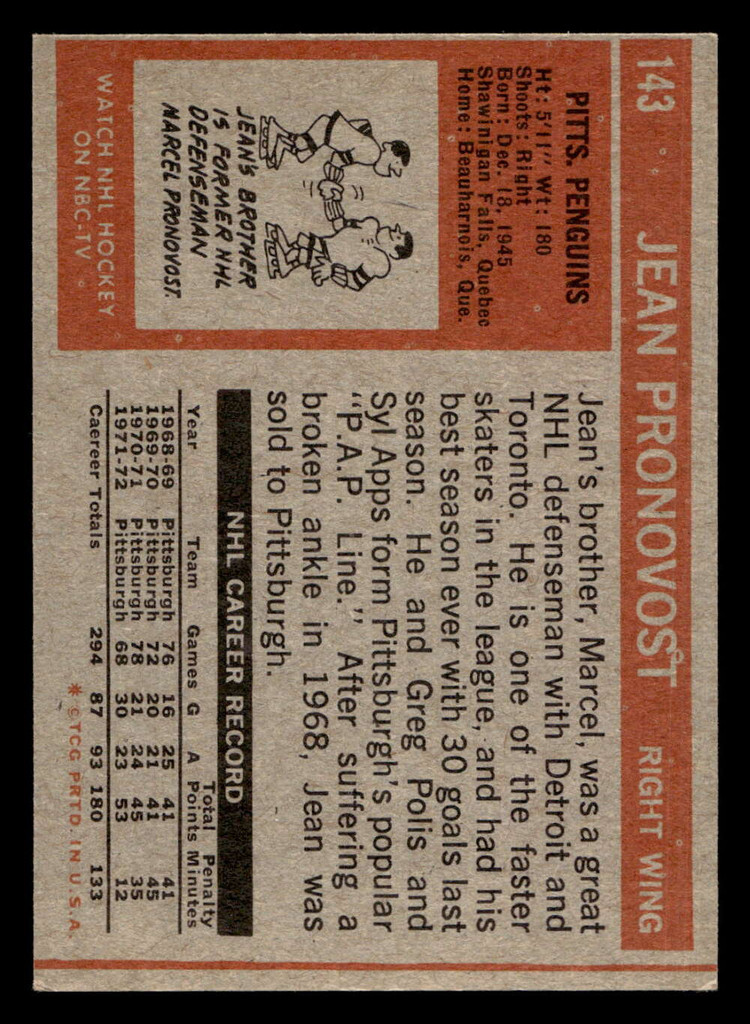 143 JEAN PRONOVOST RIGHT WING
PITTS. PENGUINS
Ht: 5'11" Wt: 180
Shoots: Right
Born: Dec. 18, 1945
Shawinigan Falls, Quebec
Home: Beauharnois, Que.
JEAN'S BROTHER
IS FORMER NHL
DEFENSEMAN
MARCEL PRONOVOST.
WATCH NHL HOCKEY
ON NBC-TV
Jean's brother, Marcel, was a great
NHL defenseman with Detroit and
Toronto. He is one of the faster
skaters in the league, and had his
best season ever with 30 goals last
season. He and Greg Polis and
Syl Apps form Pittsburgh's popular
"P.A.P. Line." After suffering a
broken ankle in 1968, Jean was
sold to Pittsburgh.
NHL CAREER RECORD
Total Penalty
Year Team Games G A Points Minutes
1968-69 Pittsburgh 76 16 25 41 41
1969-70 Pittsburgh 72 20 21 41 45
1970-71 Pittsburgh 78 21 24 45 35
1971-72 Pittsburgh 68 30 23 53 12
Caereer Totals 294 87 93 180 133
* ©TCG PRTD. IN U.S.A.